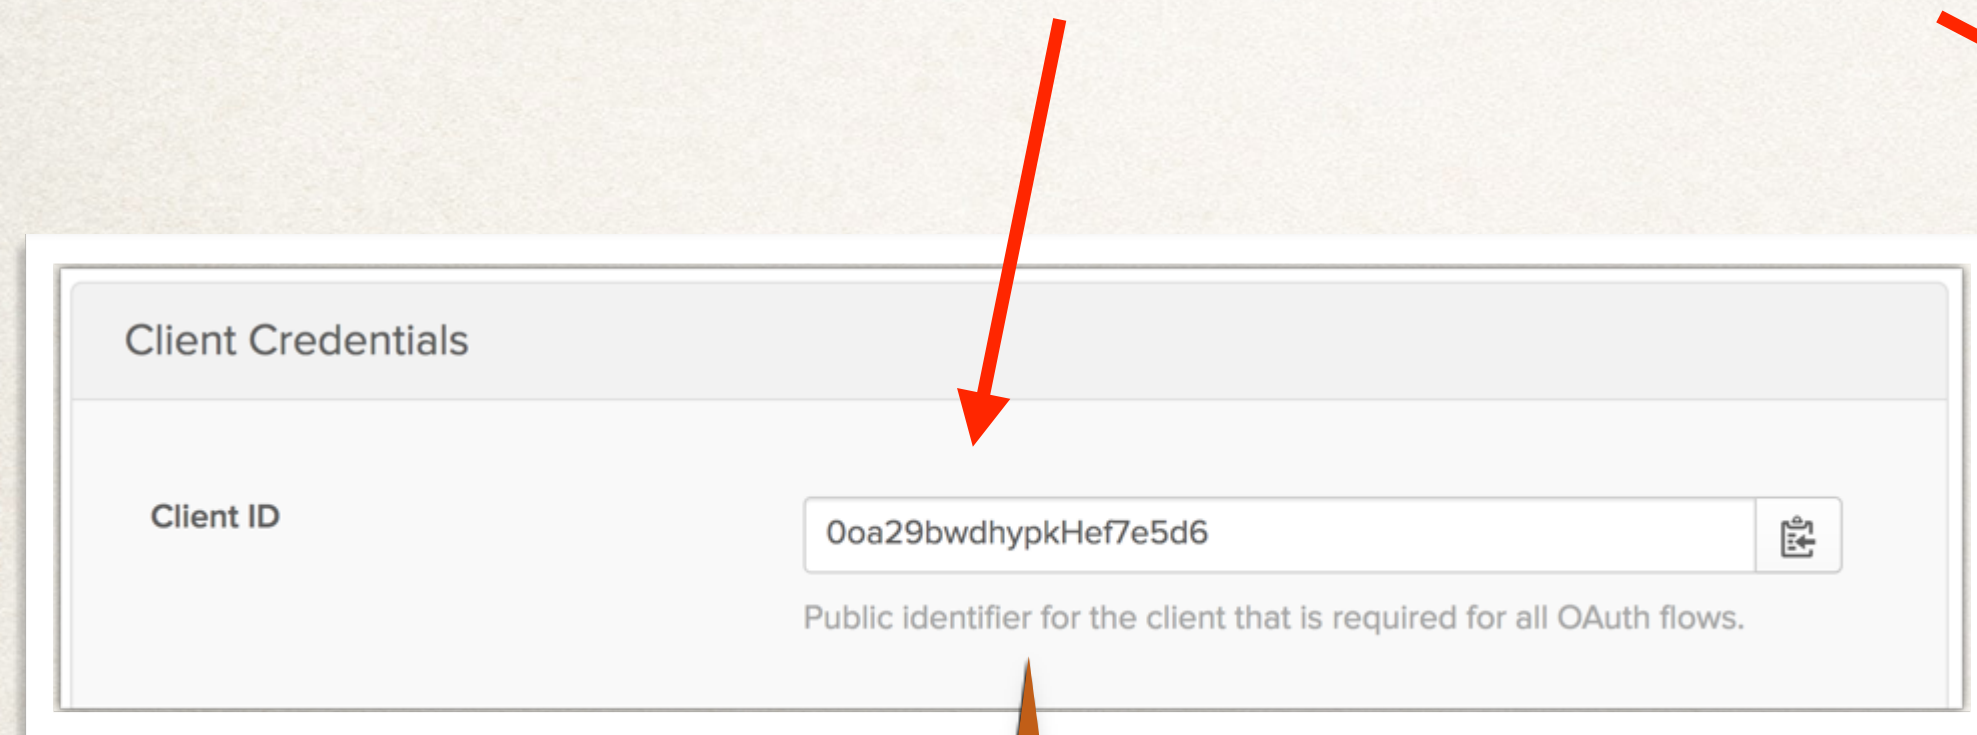 Client Credentials
Client ID
0oa29bwdhypkHef7e5d6
Public identifier for the client that is required for all OAuth flows.